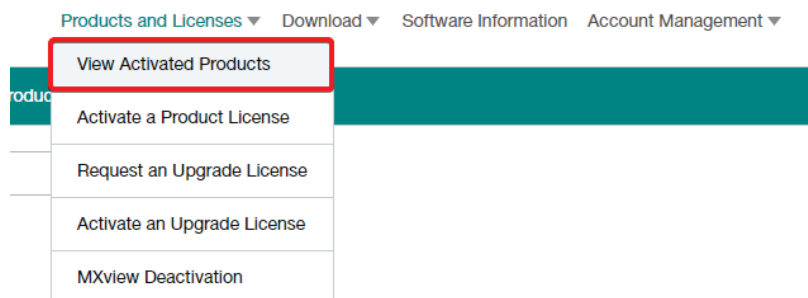 Products and Licenses Download Software Information Account Management
View Activated Products
roduc
Activate a Product License
Request an Upgrade License
Activate an Upgrade License
MXview Deactivation